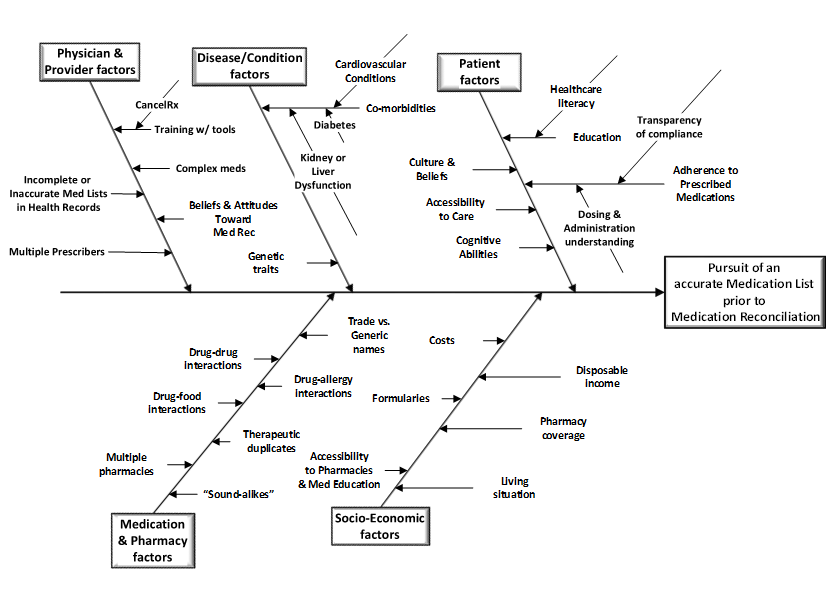 Physician &
Provider factors
Disease/Condition
factors
Cardiovascular
Conditions
Patient
factors
CancelRx
Training w/ tools
Co-morbidities
Diabetes
Healthcare
literacy
Education
Transparency
of compliance
Complex meds
Kidney or
Liver
Dysfunction
Culture &
Beliefs
Adherence to
Prescribed
Medications
Incomplete or
Inaccurate Med Lists
in Health Records
Beliefs & Attitudes
Toward
Med Rec
Accessibility
to Care
Dosing &
Administration
understanding
Multiple Prescribers
Genetic
traits
Cognitive
Abilities
Pursuit of an
accurate Medication List
prior to
Medication Reconciliation
Trade vs.
Generic
names
Costs
Drug-drug
interactions
Disposable
income
Drug-allergy
interactions
Drug-food
interactions
Formularies
Pharmacy
coverage
Therapeutic
duplicates
Multiple
pharmacies
Accessibility
to Pharmacies
& Med Education
Living
situation
“Sound-alikes”
Medication
& Pharmacy
factors
Socio-Economic
factors